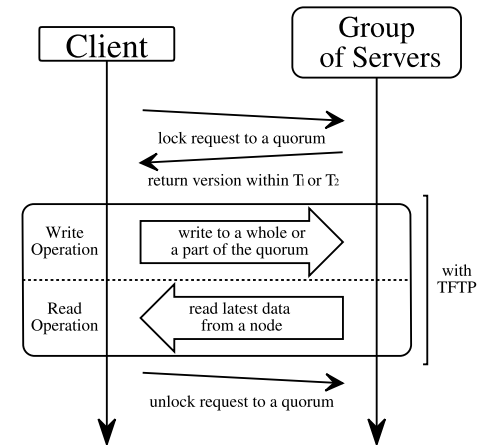 Client
Group
of Servers
lock request to a quorum
return version within T1 or T2
Write
Operation
write to a whole or
a part of the quorum
with
TFTP
Read
Operation
read latest data
from a node
unlock request to a quorum